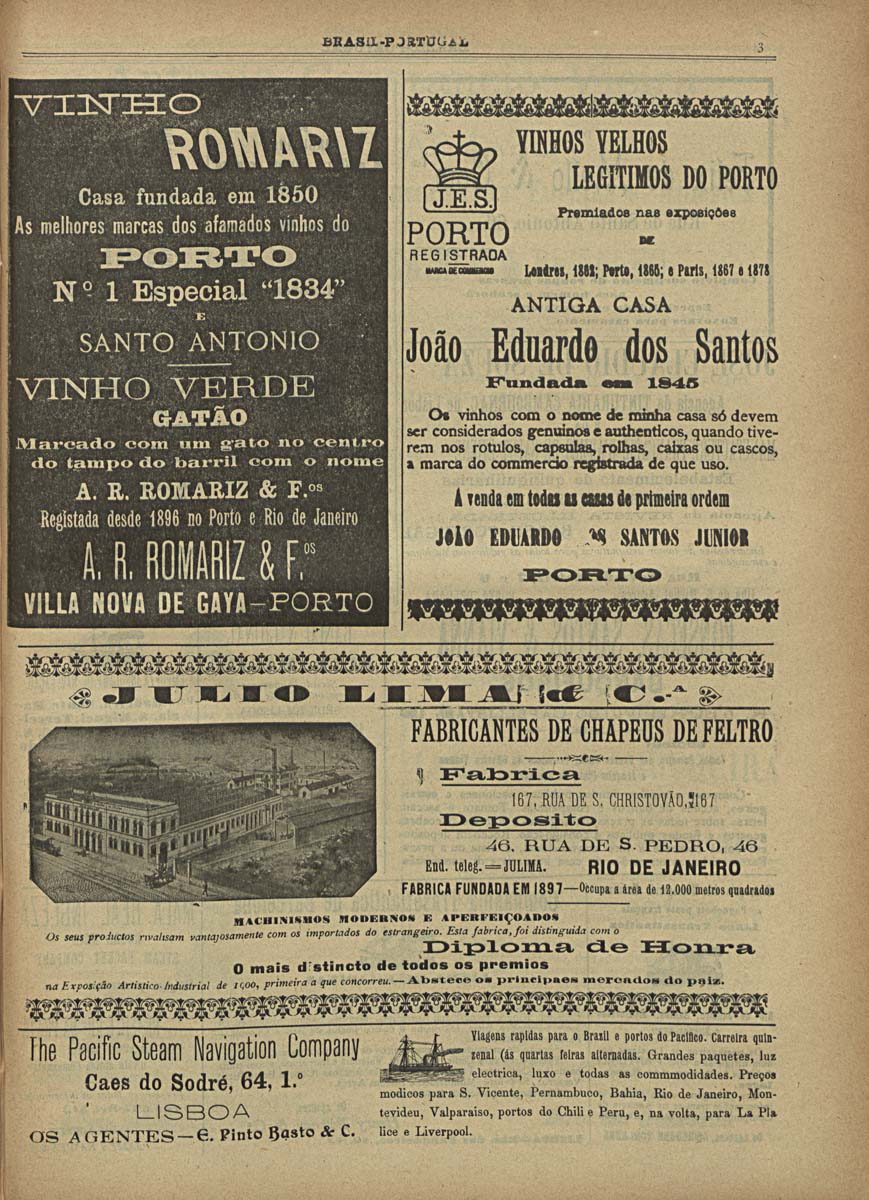 BRASIL-PORTUGAL
3
VINHO
ROMARIZ
Casa fundada em 1850
As melhores marcas dos afamados vinhos do
PORTO
Nº 1 Especial "1834"
E
SANTO ANTONIO
VINHO VERDE
GATÃO
Marcado com um gato no centro
do tampo do barril com o nome
A. R. ROMARIZ & F.os
Registada desde 1896 no Porto e Rio de Janeiro
A. R. ROMARIZ & F.os
VILLA NOVA DE GAYA—PORTO
J.E.S.
PORTO
REGISTRADA
MARCA DE COMMERCIO
VINHOS VELHOS
LEGITIMOS DO PORTO
Premiados nas exposições
DE
Londres, 1862; Porto, 1865; e Paris, 1867 e 1878
ANTIGA CASA
João Eduardo dos Santos
Fundada em 1845
Os vinhos com o nome de minha casa só devem
ser considerados genuinos e authenticos, quando tive-
rem nos rotulos, capsulas, rolhas, caixas ou cascos,
a marca do commercio registrada de que uso.
Á venda em todas as casas de primeira ordem
JOÃO EDUARDO SANTOS JUNIOR
PORTO
JULIO LIMA & C.ª
FABRICANTES DE CHAPEUS DE FELTRO
Fabrica
167, RUA DE S. CHRISTOVÃO, 167
Deposito
46, RUA DE S. PEDRO, 46
End. teleg.=JULIMA. RIO DE JANEIRO
FABRICA FUNDADA EM 1897—Occupa a área de 12.000 metros quadrados
MACHINISMOS MODERNOS E APERFEIÇOADOS
Os seus productos rivalisam vantajosamente com os importados do estrangeiro. Esta fabrica, foi distinguida com o
Diploma de Honra
O mais distincto de todos os premios
na Exposição Artistico-Industrial de 1900, primeira a que concorreu.—Abstece os principaes mercados do paiz.
The Pacific Steam Navigation Company
Caes do Sodré, 64, 1.º
LISBOA
OS AGENTES—E. Pinto Basto & C.
Viagens rapidas para o Brazil e portos do Pacifico. Carreira quin-
zenal (ás quartas feiras alternadas. Grandes paquetes, luz
electrica, luxo e todas as commmodidades. Preços
modicos para S. Vicente, Pernambuco, Bahia, Rio de Janeiro, Mon-
tevideu, Valparaiso, portos do Chili e Peru, e, na volta, para La Pla
lice e Liverpool.